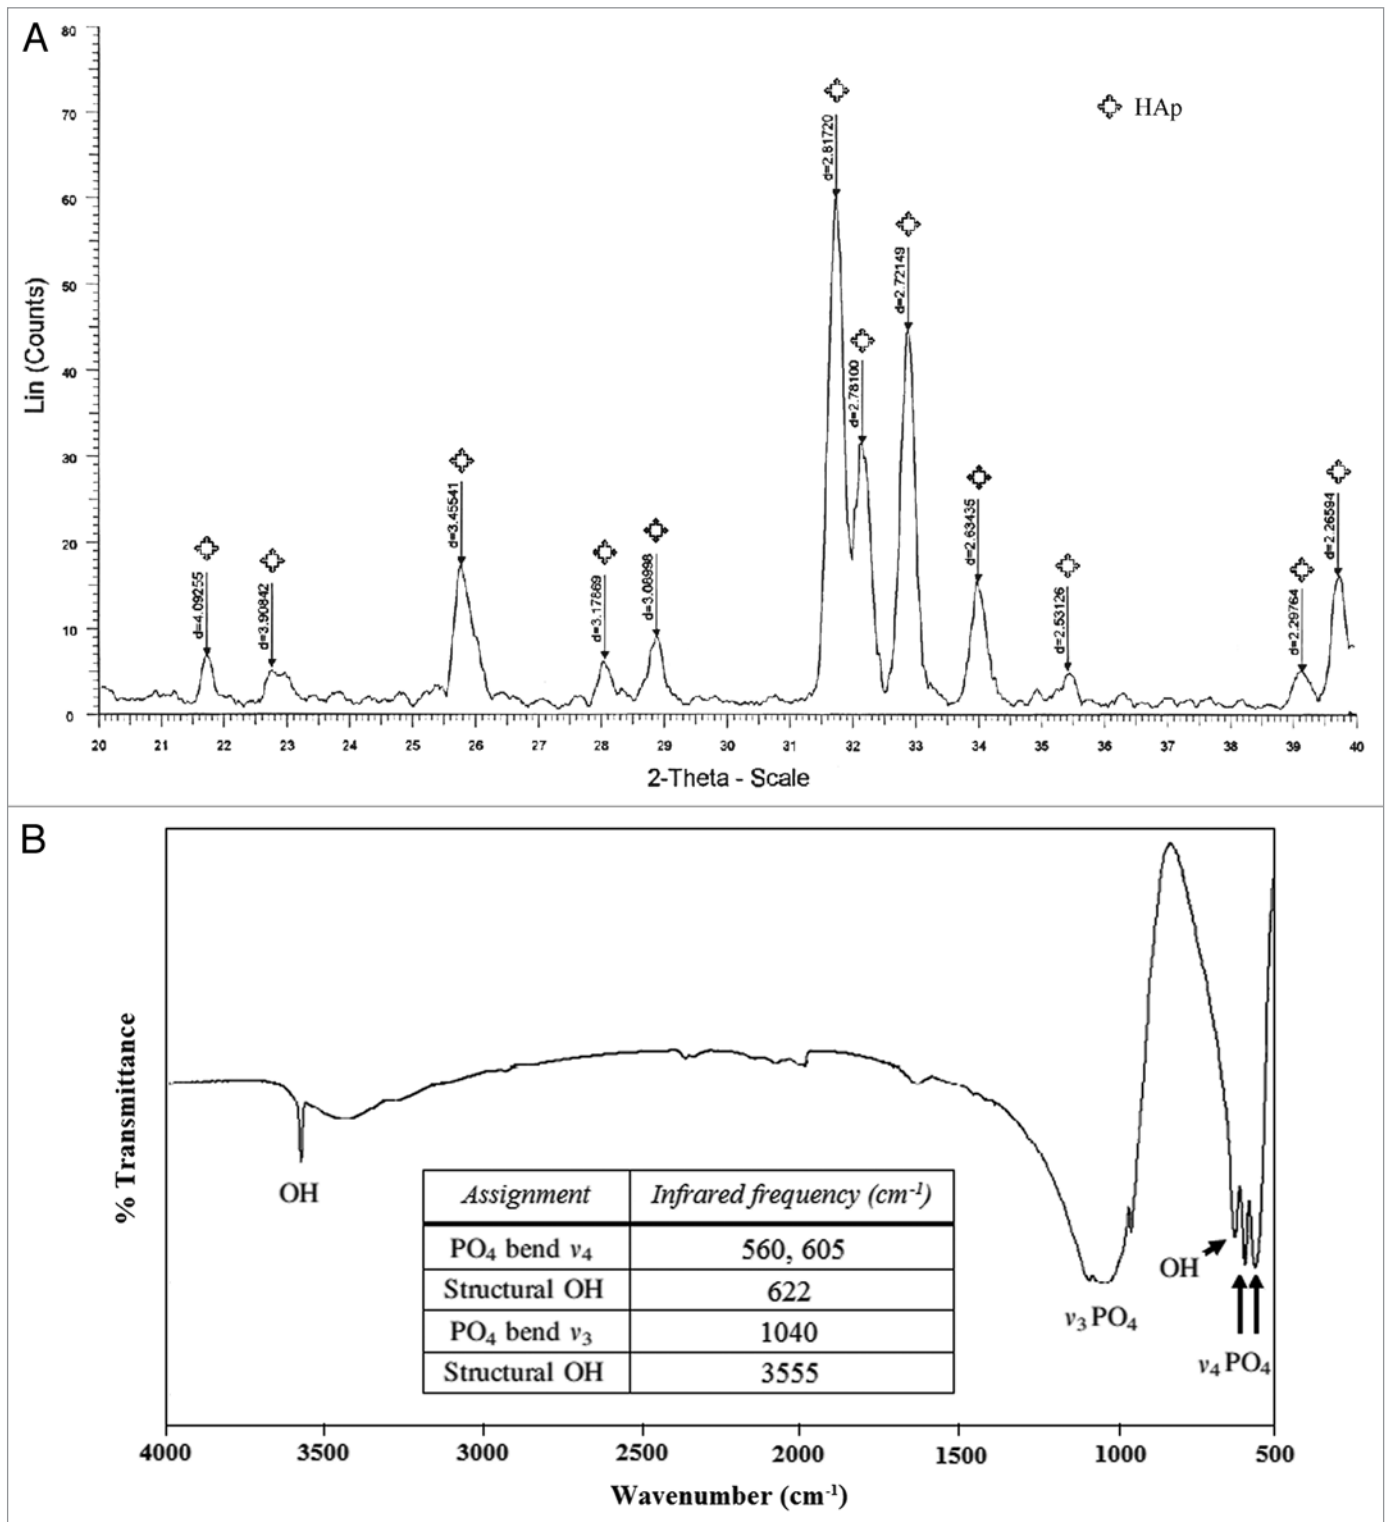 A
80
70
60
50
40
30
20
10
0
Lin (Counts)
HAp
d=4.09255
d=3.90842
d=3.45541
d=3.17869
d=3.08998
d=2.81720
d=2.78100
d=2.72149
d=2.63435
d=2.53126
d=2.29764
d=2.26594
20 21 22 23 24 25 26 27 28 29 30 31 32 33 34 35 36 37 38 39 40
2-Theta - Scale
B
% Transmittance
OH
Assignment Infrared frequency (cm⁻¹)
PO₄ bend v₄ 560, 605
Structural OH 622
PO₄ bend v₃ 1040
Structural OH 3555
v₃ PO₄
OH
v₄ PO₄
4000 3500 3000 2500 2000 1500 1000 500
Wavenumber (cm⁻¹)